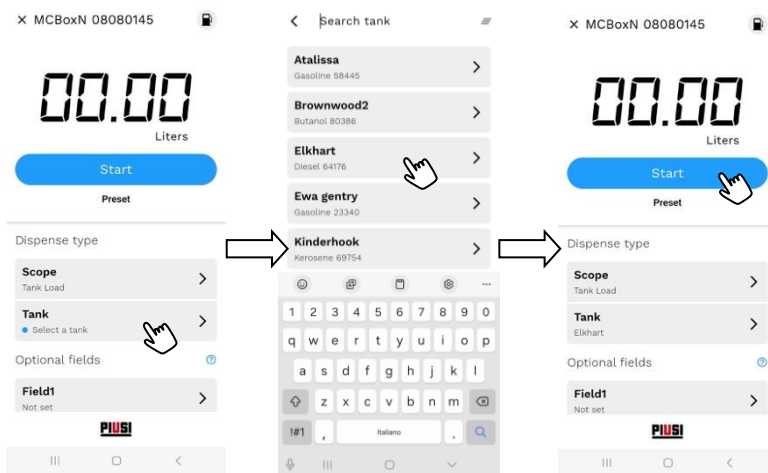 × MCBoxN 08080145
00.00
Liters
Start
Preset
Dispense type
Scope
Tank Load
Tank
Select a tank
Optional fields
Field1
Not set
PIUSI
Search tank
Atalissa
Gasoline 58445
Brownwood2
Butanol 80386
Elkhart
Diesel 64176
Ewa gentry
Gasoline 23340
Kinderhook
Kerosene 69754
1 2 3 4 5 6 7 8 9 0
q w e r t y u i o p
a s d f g h j k l
z x c v b n m
!#1 , Italiano .
× MCBoxN 08080145
00.00
Liters
Start
Preset
Dispense type
Scope
Tank Load
Tank
Elkhart
Optional fields
Field1
Not set
PIUSI